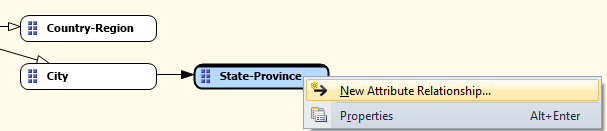 Country-Region
City
State-Province
New Attribute Relationship...
Properties Alt+Enter